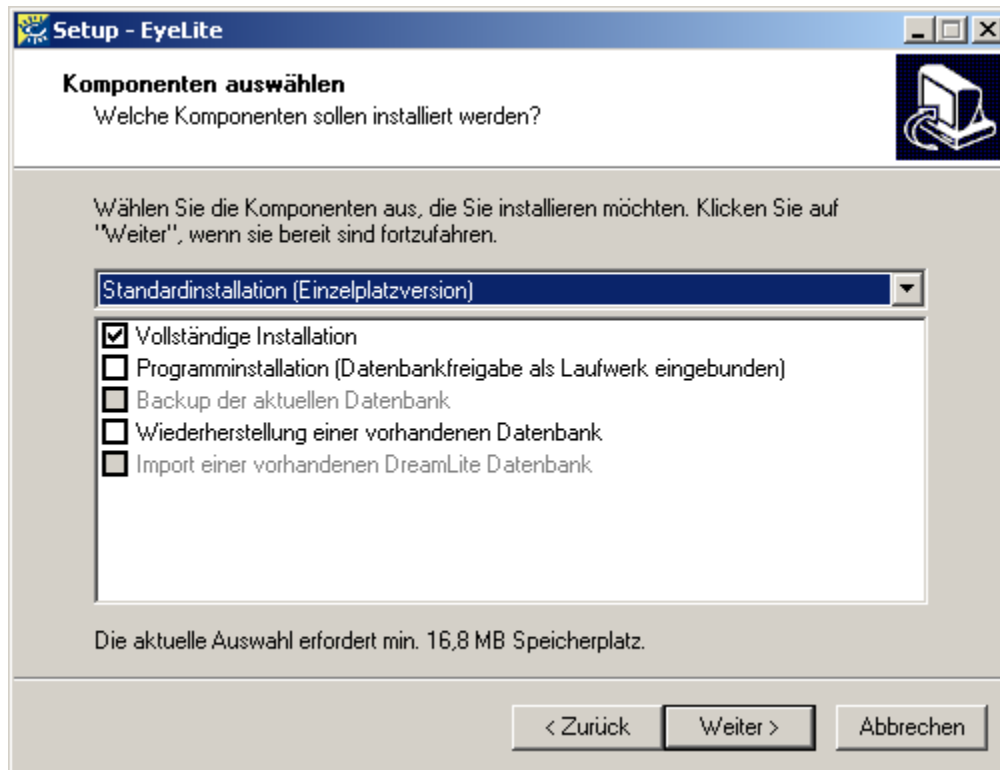 Setup - EyeLite
Komponenten auswählen
Welche Komponenten sollen installiert werden?
Wählen Sie die Komponenten aus, die Sie installieren möchten. Klicken Sie auf
"Weiter", wenn sie bereit sind fortzufahren.
Standardinstallation (Einzelplatzversion)
Vollständige Installation
Programminstallation (Datenbankfreigabe als Laufwerk eingebunden)
Backup der aktuellen Datenbank
Wiederherstellung einer vorhandenen Datenbank
Import einer vorhandenen DreamLite Datenbank
Die aktuelle Auswahl erfordert min. 16,8 MB Speicherplatz.
< Zurück Weiter > Abbrechen